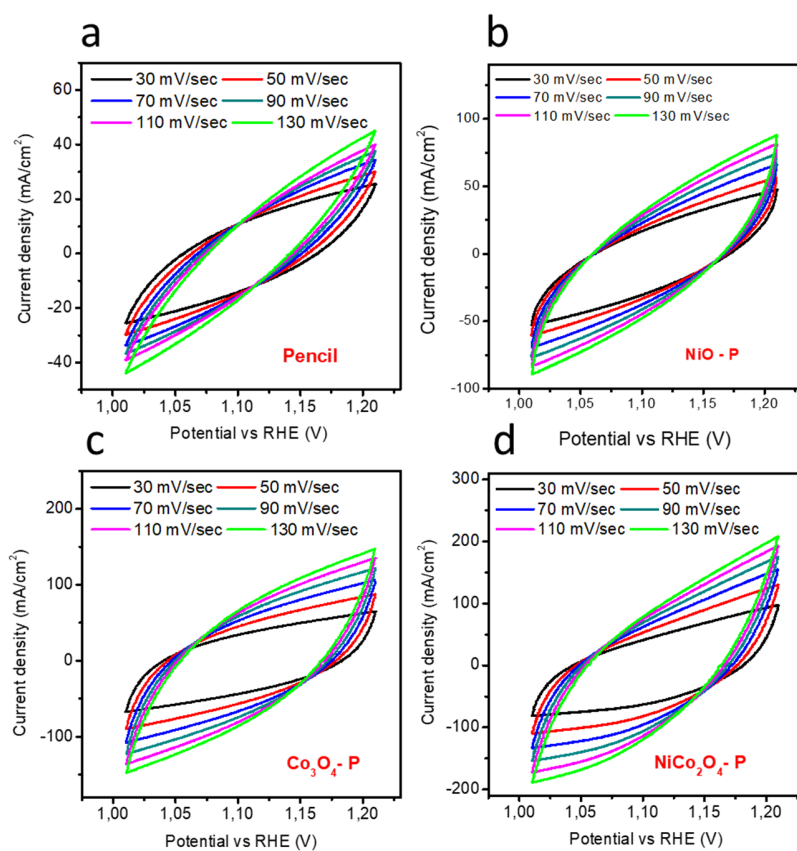 a
30 mV/sec 50 mV/sec
70 mV/sec 90 mV/sec
110 mV/sec 130 mV/sec
60
40
20
0
-20
-40
Current density (mA/cm²)
Pencil
1,00 1,05 1,10 1,15 1,20
Potential vs RHE (V)
b
30 mV/sec 50 mV/sec
70 mV/sec 90 mV/sec
110 mV/sec 130 mV/sec
100
50
0
-50
-100
Current density (mA/cm²)
NiO - P
1,00 1,05 1,10 1,15 1,20
Potential vs RHE (V)
c
30 mV/sec 50 mV/sec
70 mV/sec 90 mV/sec
110 mV/sec 130 mV/sec
200
100
0
-100
Current density (mA/cm²)
Co₃O₄- P
1,00 1,05 1,10 1,15 1,20
Potential vs RHE (V)
d
30 mV/sec 50 mV/sec
70 mV/sec 90 mV/sec
110 mV/sec 130 mV/sec
300
200
100
0
-100
-200
Current density (mA/cm²)
NiCo₂O₄- P
1,00 1,05 1,10 1,15 1,20
Potential vs RHE (V)